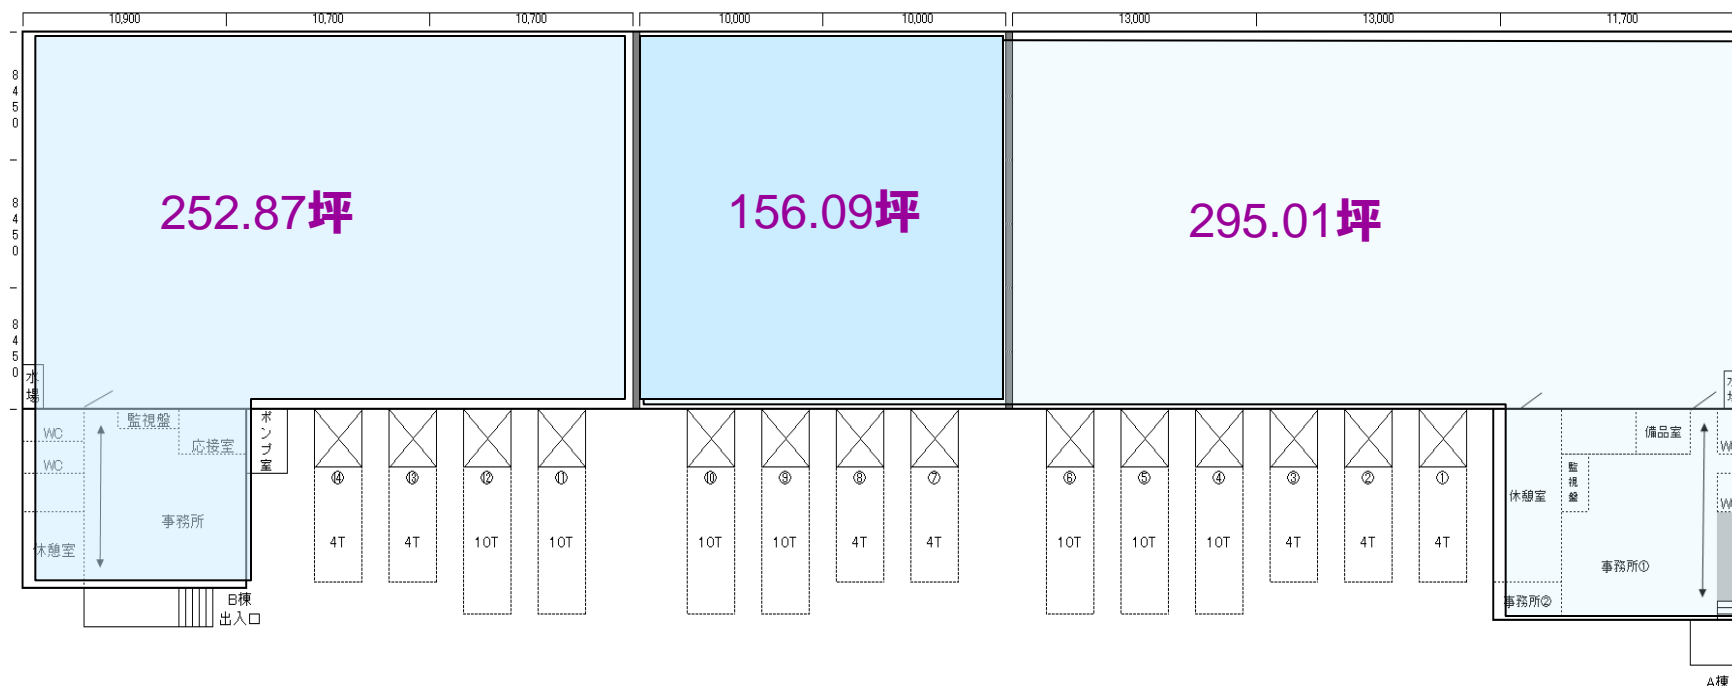 10,900
10,700
10,700
10,000
10,000
13,000
13,000
11,700
8450
8450
8450
252.87坪
156.09坪
295.01坪
水場
監視盤
WC
応接室
WC
事務所
休憩室
ポンプ室
B棟
出入口
⑭
⑬
⑫
⑪
⑩
⑨
⑧
⑦
⑥
⑤
④
③
②
①
4T
4T
10T
10T
10T
10T
4T
4T
10T
10T
10T
4T
4T
4T
備品室
監視盤
休憩室
事務所①
事務所②
水場
A棟